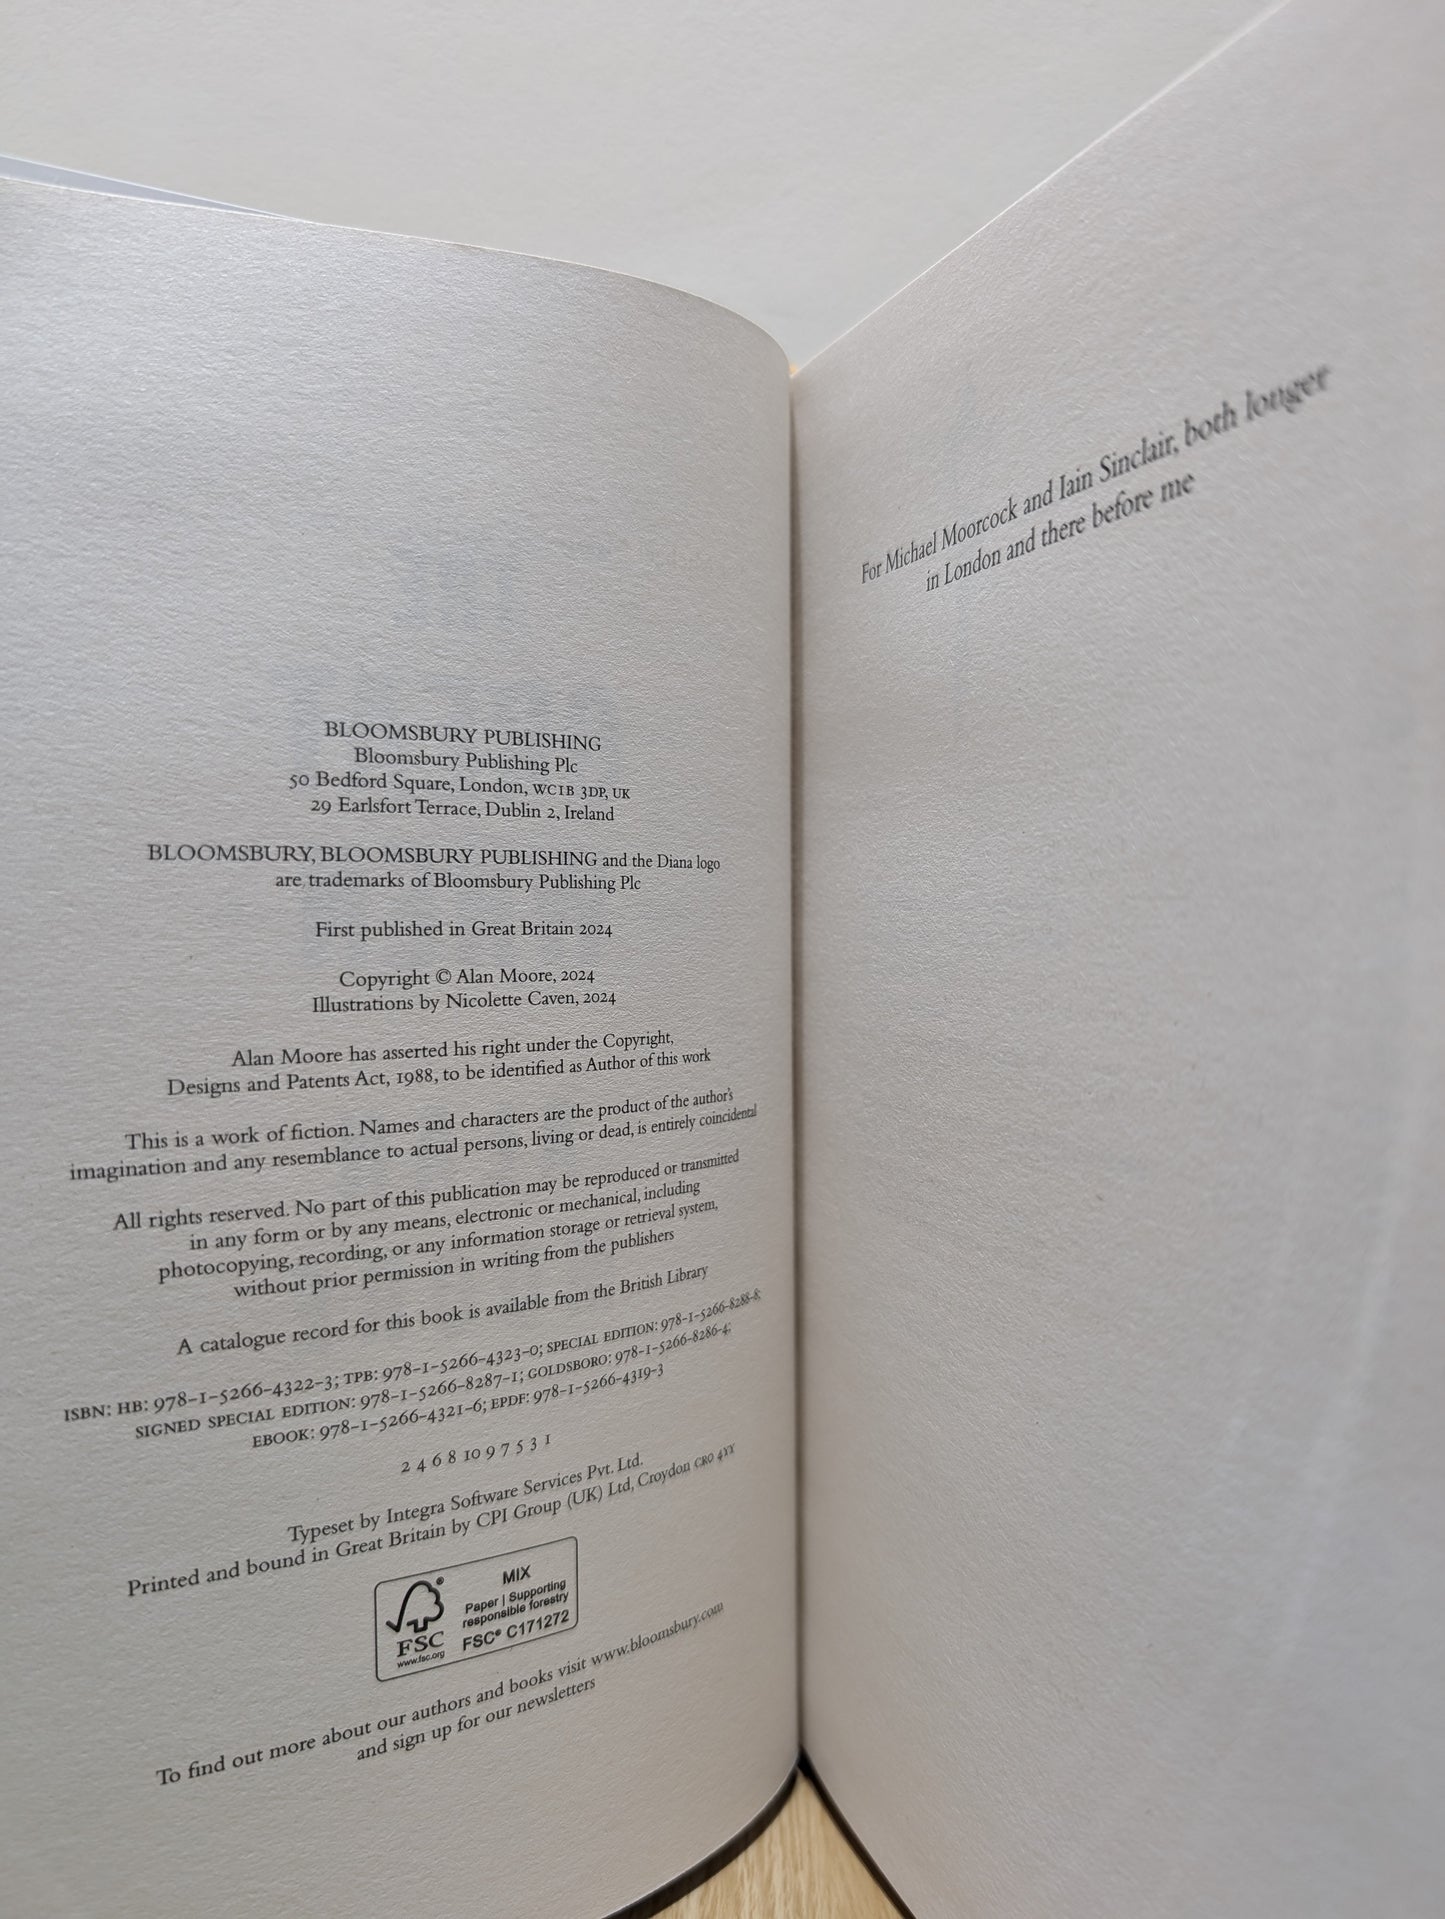 BLOOMSBURY PUBLISHING
Bloomsbury Publishing Plc
50 Bedford Square, London, WC1B 3DP, UK
29 Earlsfort Terrace, Dublin 2, Ireland
BLOOMSBURY, BLOOMSBURY PUBLISHING and the Diana logo
are trademarks of Bloomsbury Publishing Plc
First published in Great Britain 2024
Copyright © Alan Moore, 2024
Illustrations by Nicolette Caven, 2024
Alan Moore has asserted his right under the Copyright,
Designs and Patents Act, 1988, to be identified as Author of this work
This is a work of fiction. Names and characters are the product of the author's
imagination and any resemblance to actual persons, living or dead, is entirely coincidental
All rights reserved. No part of this publication may be reproduced or transmitted
in any form or by any means, electronic or mechanical, including
photocopying, recording, or any information storage or retrieval system,
without prior permission in writing from the publishers
A catalogue record for this book is available from the British Library
ISBN: HB: 978-1-5266-4322-3; TPB: 978-1-5266-4323-0; SPECIAL EDITION: 978-1-5266-8288-8;
SIGNED SPECIAL EDITION: 978-1-5266-8287-1; GOLDSBORO: 978-1-5266-8286-4;
EBOOK: 978-1-5266-4321-6; EPDF: 978-1-5266-4319-3
2 4 6 8 10 9 7 5 3 1
Typeset by Integra Software Services Pvt. Ltd.
Printed and bound in Great Britain by CPI Group (UK) Ltd, Croydon CR0 4YY
MIX
Paper | Supporting
responsible forestry
FSC® C171272
®
FSC
www.fsc.org
To find out more about our authors and books visit www.bloomsbury.com
and sign up for our newsletters
For Michael Moorcock and Iain Sinclair, both longer
in London and there before me